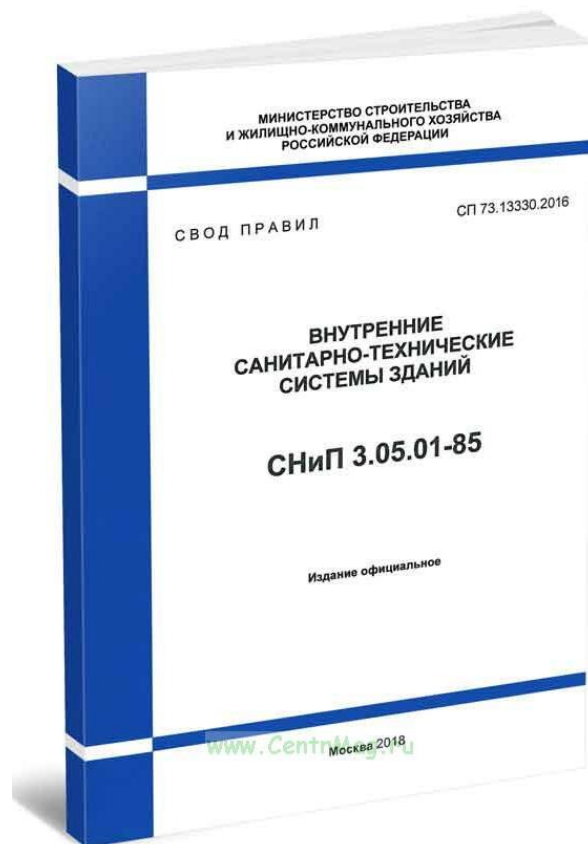 МИНИСТЕРСТВО СТРОИТЕЛЬСТВА
И ЖИЛИЩНО-КОММУНАЛЬНОГО ХОЗЯЙСТВА
РОССИЙСКОЙ ФЕДЕРАЦИИ
СВОД ПРАВИЛ
СП 73.13330.2016
ВНУТРЕННИЕ
САНИТАРНО-ТЕХНИЧЕСКИЕ
СИСТЕМЫ ЗДАНИЙ
СНиП 3.05.01-85
Издание официальное
Москва 2018
www.CentrMag.ru